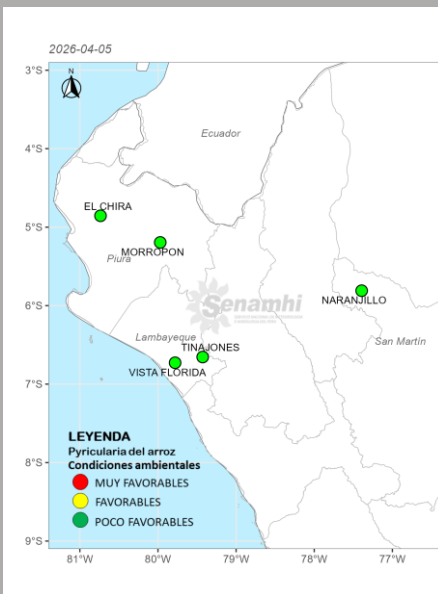 2026-04-05
3°S
N
Ecuador
4°S
EL CHIRA
5°S
MORROPON
Piura
6°S
Senamhi
NARANJILLO
Lambayeque
San Martín
TINAJONES
VISTA FLORIDA
7°S
LEYENDA
Pyricularia del arroz
Condiciones ambientales
MUY FAVORABLES
FAVORABLES
POCO FAVORABLES
8°S
9°S
81°W 80°W 79°W 78°W 77°W